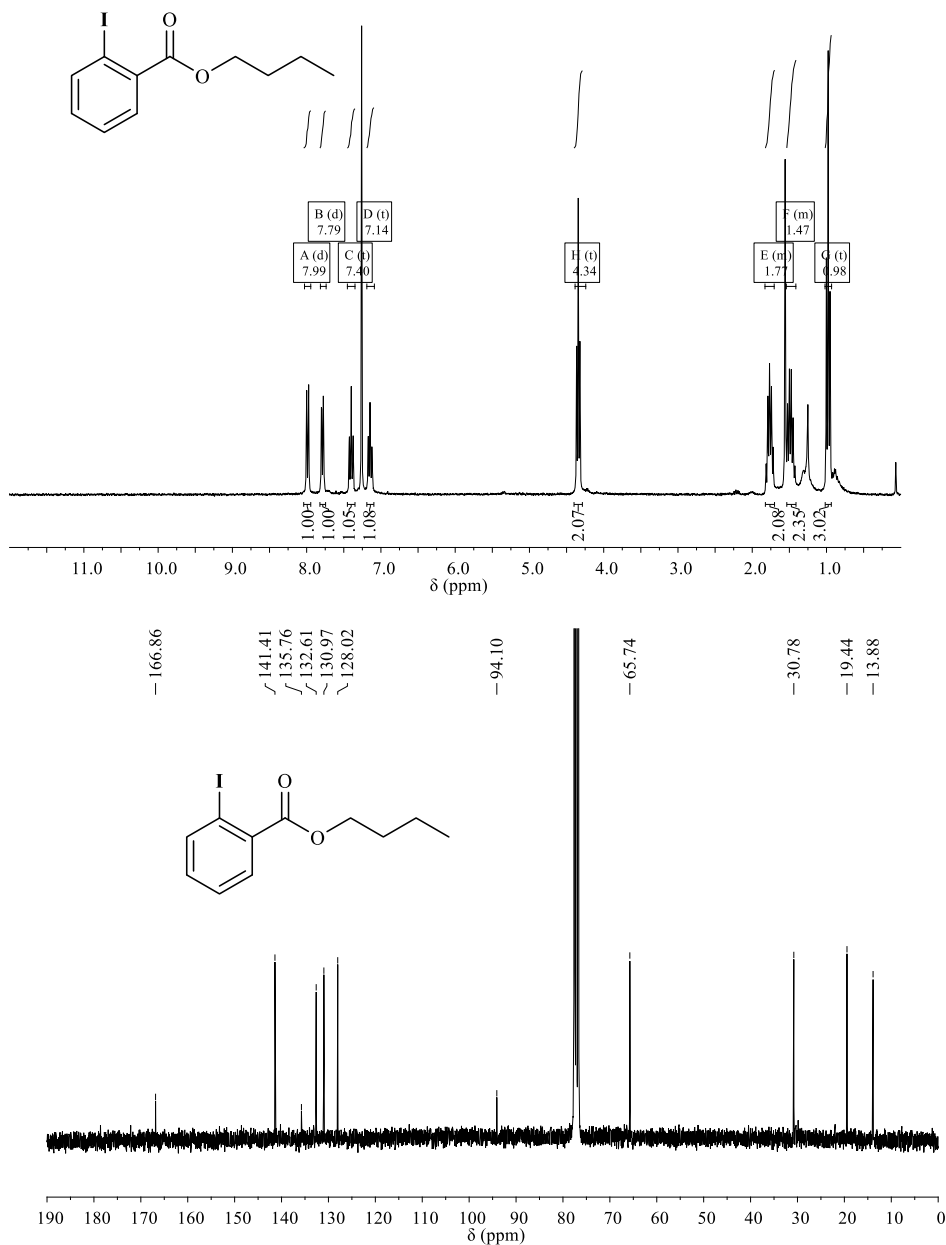 I
O
O
B (d)
7.79
D (t)
7.14
F (m)
1.47
A (d)
7.99
C (t)
7.40
H (t)
4.34
E (m)
1.77
G (t)
0.98
1.00
1.00
1.05
1.08
2.07
2.08
2.35
3.02
11.0
10.0
9.0
8.0
7.0
6.0
5.0
4.0
3.0
2.0
1.0
δ (ppm)
166.86
141.41
135.76
132.61
130.97
128.02
94.10
65.74
30.78
19.44
13.88
I
O
O
190 180 170 160 150 140 130 120 110 100 90 80 70 60 50 40 30 20 10 0
δ (ppm)